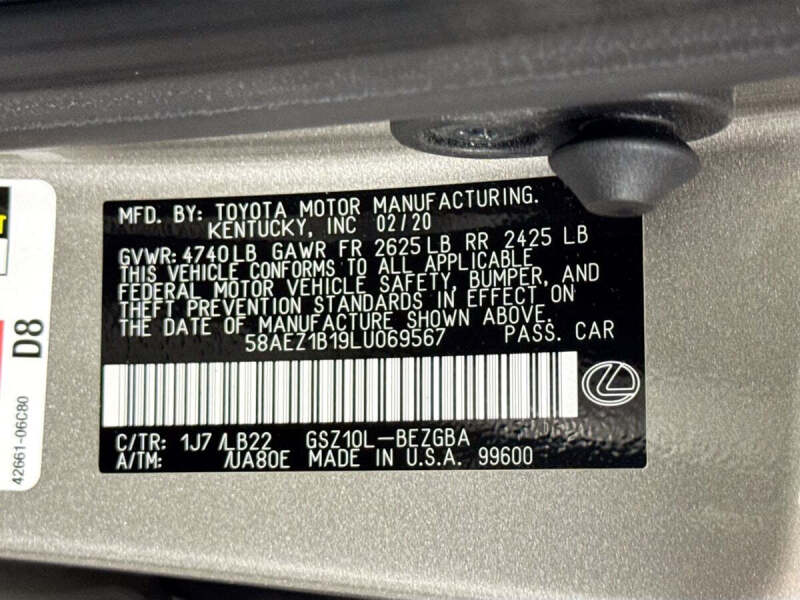 MFD. BY: TOYOTA MOTOR MANUFACTURING.
KENTUCKY, INC 02/20
GVWR: 4740LB GAWR FR 2625LB RR 2425 LB
THIS VEHICLE CONFORMS TO ALL APPLICABLE
FEDERAL MOTOR VEHICLE SAFETY, BUMPER, AND
THEFT PREVENTION STANDARDS IN EFFECT ON
THE DATE OF MANUFACTURE SHOWN ABOVE.
58AEZ1B19LU069567 PASS. CAR
C/TR: 1J7 /LB22 GSZ10L-BEZGBA
A/TM: /UA80E MADE IN U.S.A. 99600
D8
42661-06C80